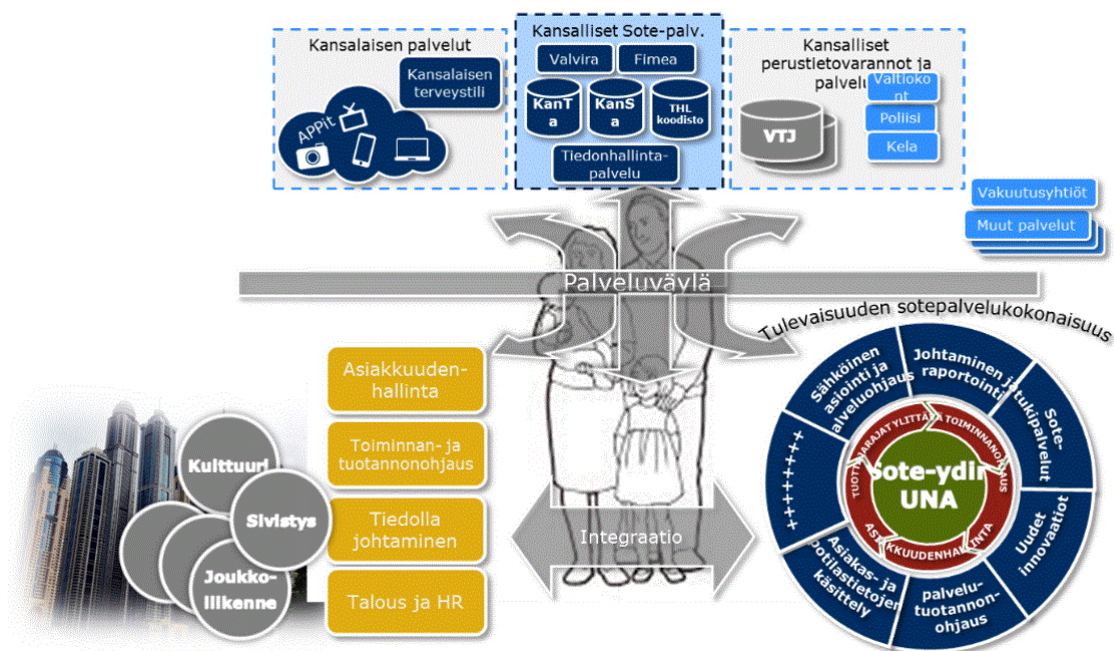 Kansalaisen palvelut
Kansalaisen
terveystili
APPit
Kansalliset Sote-palv.
Valvira
Fimea
KanT
a
KanS
a
THL
koodisto
Tiedonhallinta-
palvelu
Kansalliset
perustietovarannot ja
palvelu
VTJ
Valtioko
nt
Poliisi
Kela
Vakuutusyhtiöt
Muut palvelut
Palveluväylä
Asiakkuuden-
hallinta
Toiminnan- ja
tuotannonohjaus
Tiedolla
johtaminen
Talous ja HR
Kulttuuri
Sivistys
Joukko-
liikenne
Integraatio
Tulevaisuuden sotepalvelukokonaisuus
Sähköinen
asiointi ja
alveluohjaus
Johtaminen ja
raportointi
Sote-
tukipalvelut
Uudet
innovaatiot
palvelu-
tuotannon-
ohjaus
Asiakas- ja
potilastietojen
käsittely
++++++++
YLITTÄVÄ TOIMINNANOHJAUS
ASIAKKUUDENHALLINTA
Sote-ydin
UNA